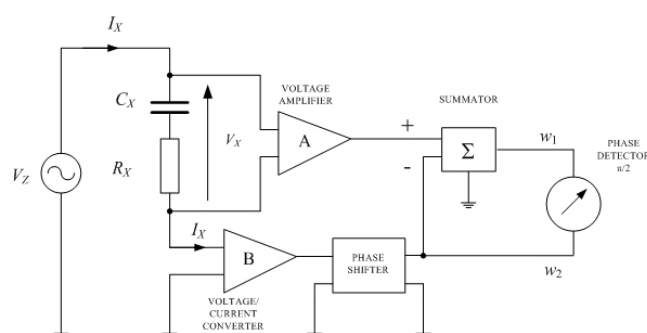 I_X
VOLTAGE
AMPLIFIER
SUMMATOR
C_X
V_X
A
+
Σ
w_1
PHASE
DETECTOR
π/2
V_Z
R_X
-
I_X
B
PHASE
SHIFTER
w_2
VOLTAGE/
CURRENT
CONVERTER